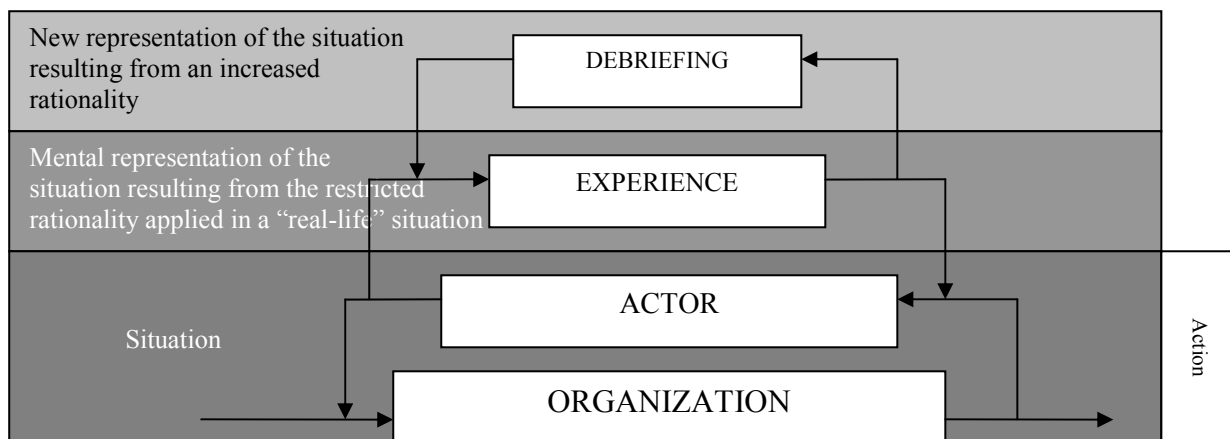 New representation of the situation
resulting from an increased
rationality
DEBRIEFING
Mental representation of the
situation resulting from the restricted
rationality applied in a “real-life” situation
EXPERIENCE
ACTOR
Situation
Action
ORGANIZATION